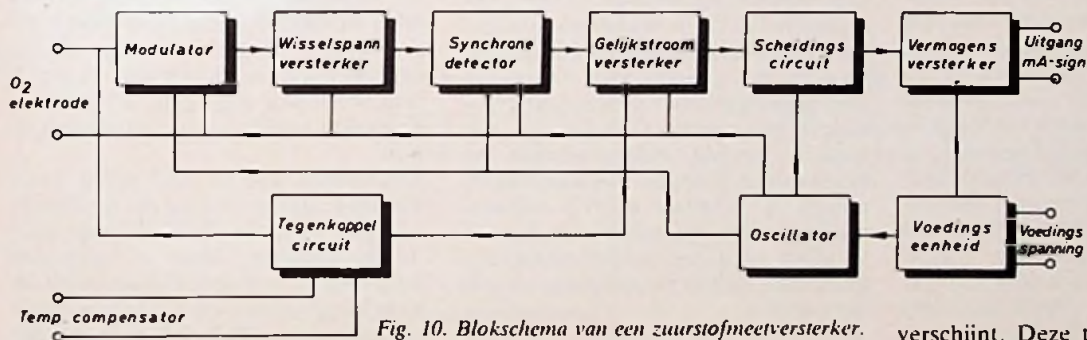 Modulator
Wisselspann
versterker
Synchrone
detector
Gelijkstroom
versterker
Scheidings
circuit
Vermogens
versterker
Uitgang
mA-sign
O2
elektrode
Tegenkoppel
circuit
Oscillator
Voedings
eenheid
Voedings
spanning
Temp. compensator
Fig. 10. Blokschema van een zuurstofmeetversterker.
verschijnt. Deze